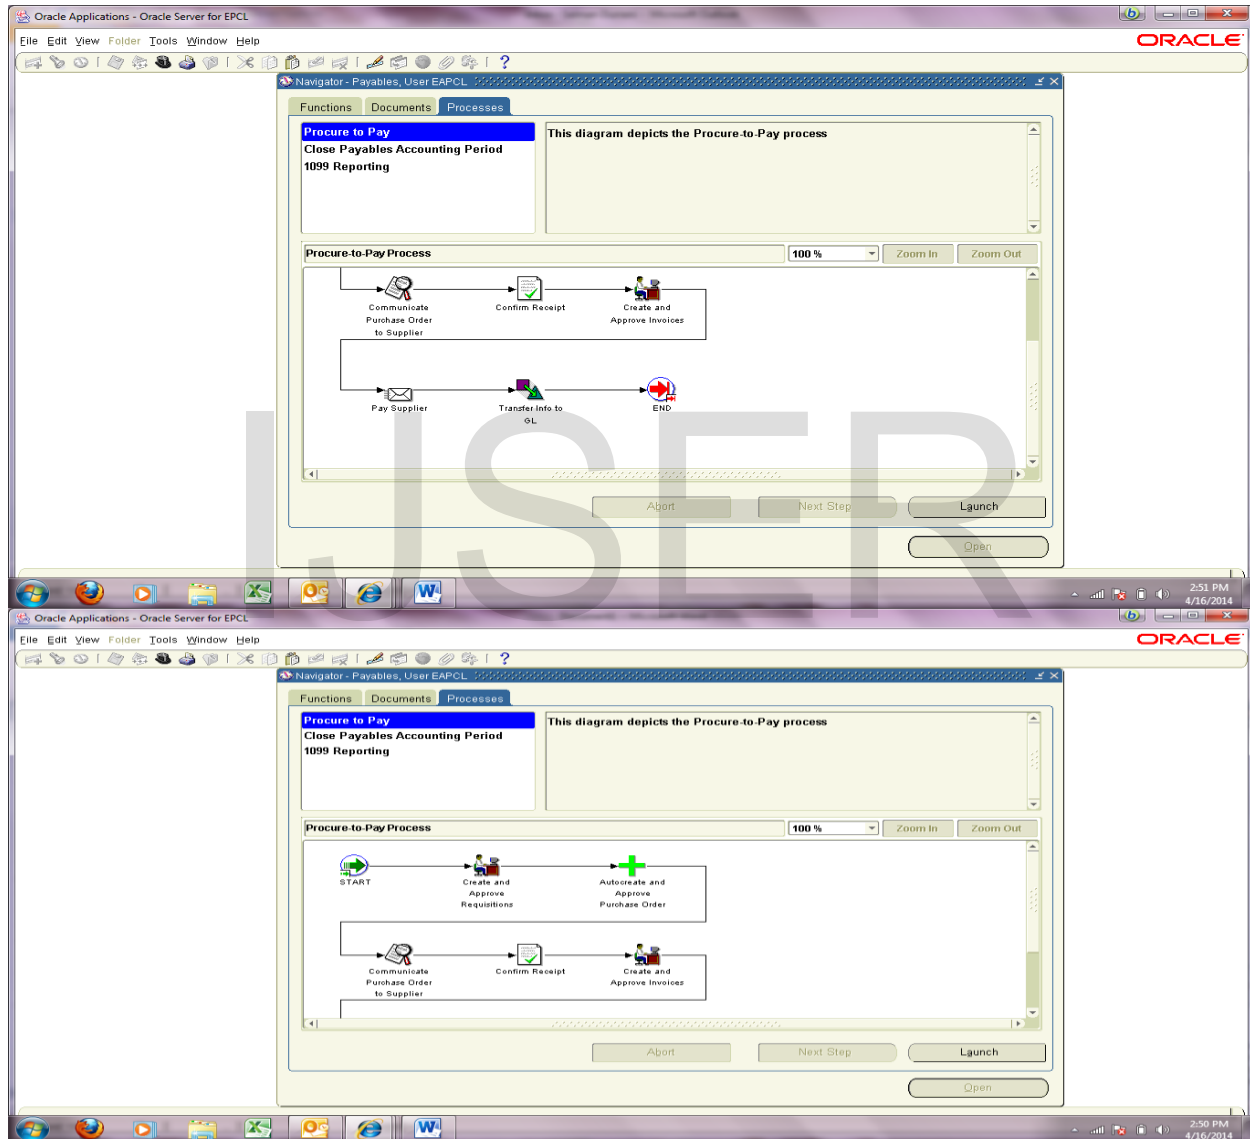 Oracle Applications - Oracle Server for EPCL
File Edit View Folder Tools Window Help
ORACLE
Navigator - Payables, User EAPCL
Functions Documents Processes
Procure to Pay
Close Payables Accounting Period
1099 Reporting
This diagram depicts the Procure-to-Pay process
Procure-to-Pay Process
100 %
Zoom In
Zoom Out
Communicate
Purchase Order
to Supplier
Confirm Receipt
Create and
Approve Invoices
Pay Supplier
Transfer Info to
GL
END
Abort
Next Step
Launch
Open
IJSER
2:51 PM
4/16/2014
Oracle Applications - Oracle Server for EPCL
File Edit View Folder Tools Window Help
ORACLE
Navigator - Payables, User EAPCL
Functions Documents Processes
Procure to Pay
Close Payables Accounting Period
1099 Reporting
This diagram depicts the Procure-to-Pay process
Procure-to-Pay Process
100 %
Zoom In
Zoom Out
START
Create and
Approve
Requisitions
Autocreate and
Approve
Purchase Order
Communicate
Purchase Order
to Supplier
Confirm Receipt
Create and
Approve Invoices
Abort
Next Step
Launch
Open
2:50 PM
4/16/2014